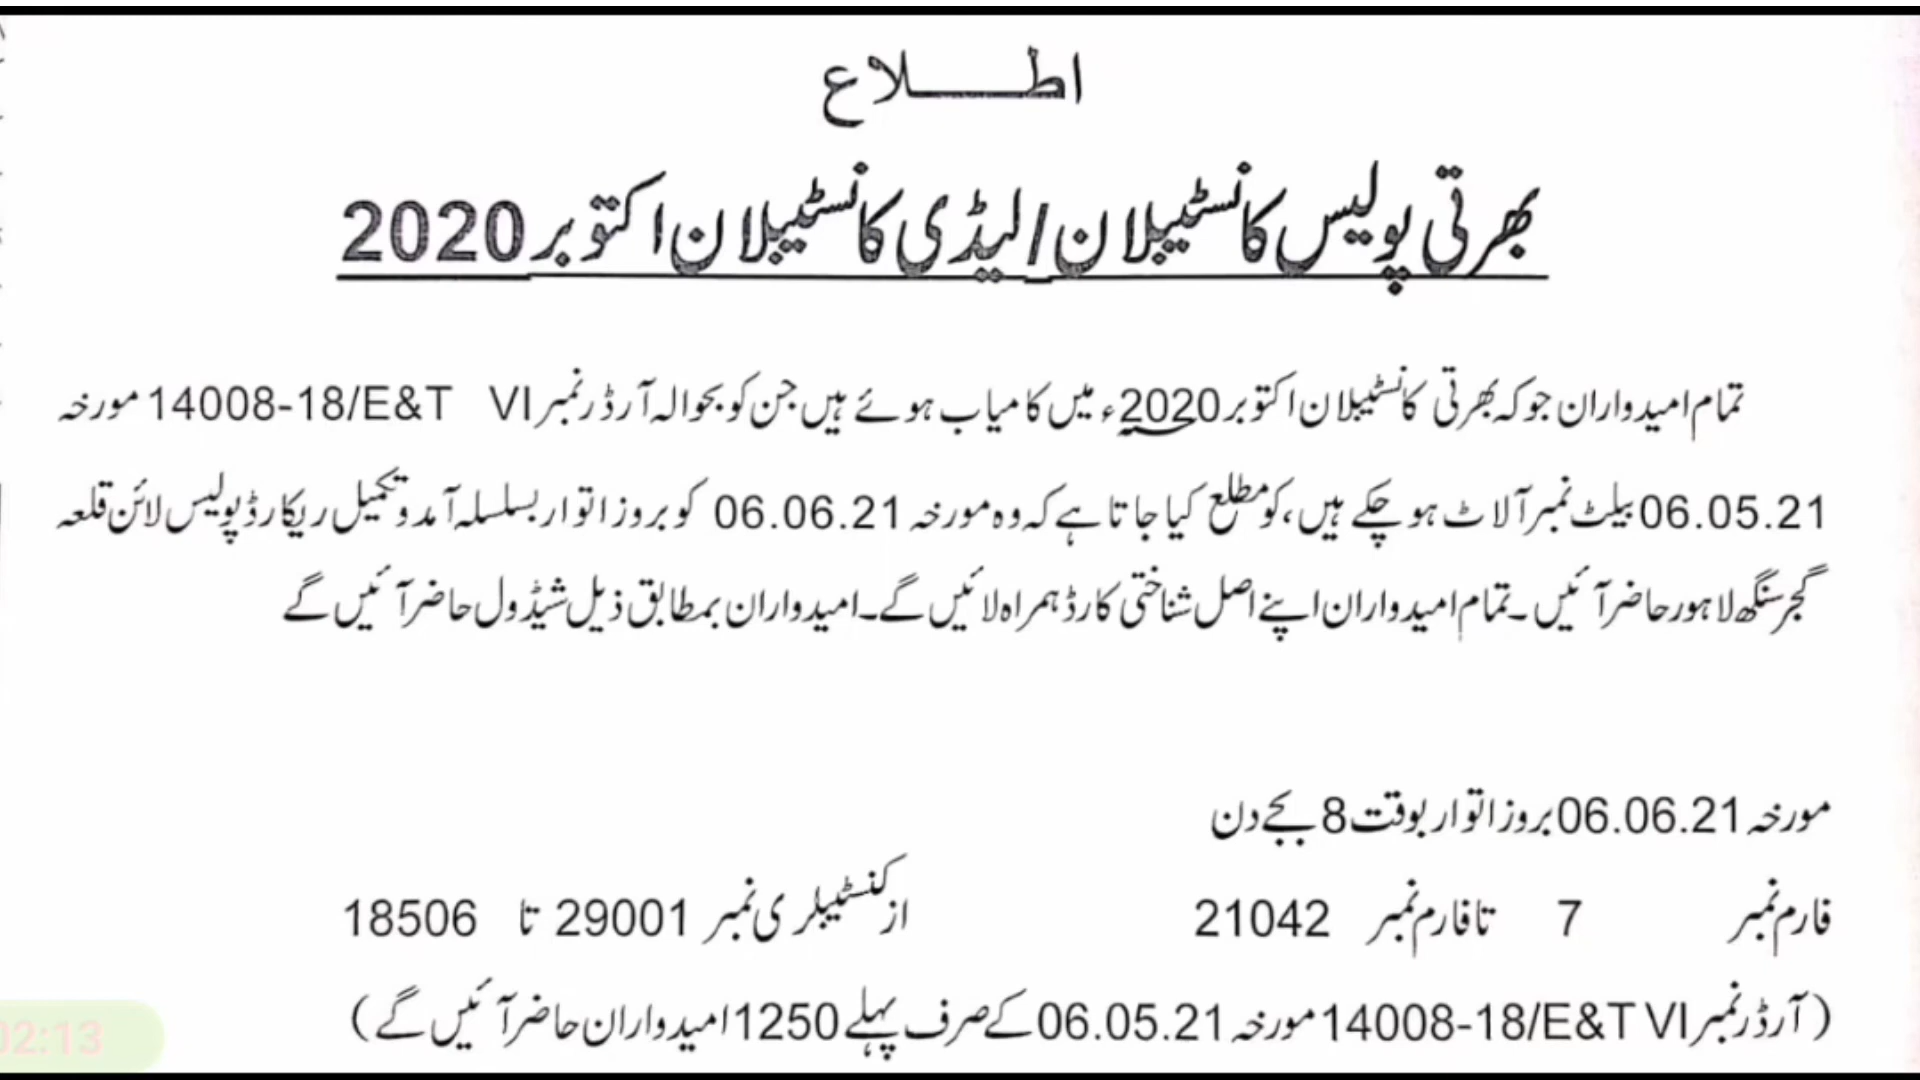 اطلاع
بھرتی پولیس کانسٹیبلان/لیڈی کانسٹیبلان اکتوبر 2020
تمام امیدواران جو کہ بھرتی کانسٹیبلان اکتوبر 2020ء میں کامیاب ہوئے ہیں جن کو بحوالہ آرڈر نمبر 14008-18/E&T VI مورخہ
06.05.21 بیلٹ نمبر آلاٹ ہو چکے ہیں، کو مطلع کیا جاتا ہے کہ وہ مورخہ 06.06.21 کو بروز اتوار بسلسلہ آمد و تکمیل ریکارڈ پولیس لائن قلعہ
گجر سنگھ لاہور حاضر آئیں۔ تمام امیدواران اپنے اصل شناختی کارڈ ہمراہ لائیں گے۔ امیدواران بمطابق ذیل شیڈول حاضر آئیں گے
مورخہ 06.06.21 بروز اتوار بوقت 8 بجے دن
فارم نمبر 7 تا فارم نمبر 21042 از کنسٹیبلری نمبر 29001 تا 18506
(آرڈر نمبر 14008-18/E&T VI مورخہ 06.05.21 کے صرف پہلے 1250 امیدواران حاضر آئیں گے)
02:13